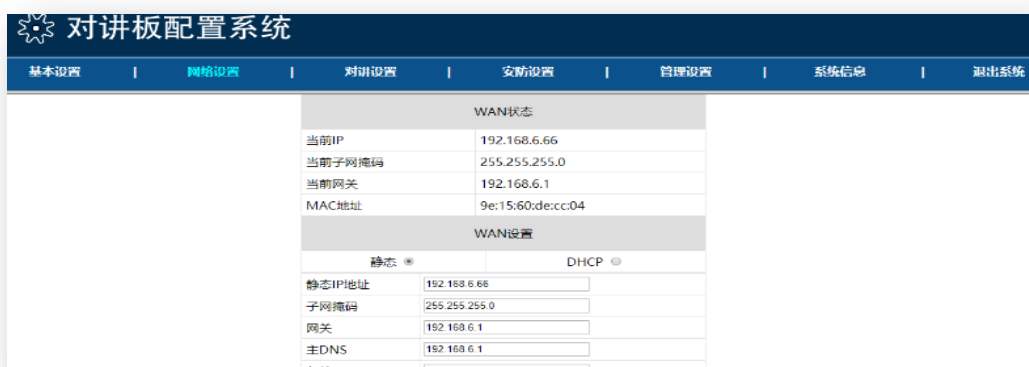 对讲板配置系统
基本设置 | 网络设置 | 对讲设置 | 安防设置 | 管理设置 | 系统信息 | 退出系统
WAN状态
当前IP 192.168.6.66
当前子网掩码 255.255.255.0
当前网关 192.168.6.1
MAC地址 9e:15:60:de:cc:04
WAN设置
静态 DHCP
静态IP地址 192.168.6.66
子网掩码 255.255.255.0
网关 192.168.6.1
主DNS 192.168.6.1